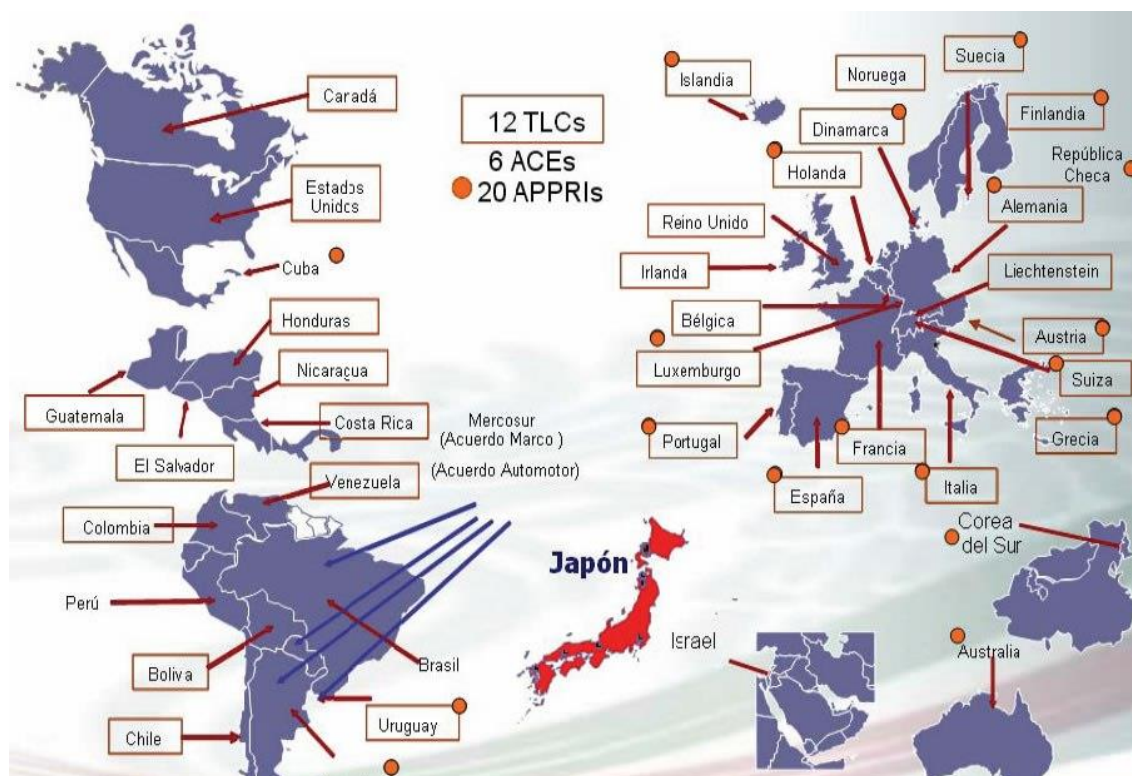 Caradá
Estados
Unidos
Cuba
Honduras
Nicaragua
Guatemala
Costa Rica
El Salvador
Venezuela
Colombia
Perú
Boliva
Brasil
Chile
Uruguay
12 TLCs
6 ACEs
20 APPRIs
Mercosur
(Acuerdo Marco )
(Acuerdo Automotor)
Japón
Israel
Islandia
Noruega
Suecia
Dinamarca
Finlandia
Holanda
República
Checa
Alemania
Reino Unido
Irlanda
Liechtenstein
Bélgica
Austria
Luxemburgo
Suiza
Portugal
Francia
Grecia
España
Italia
Corea
del Sur
Australia